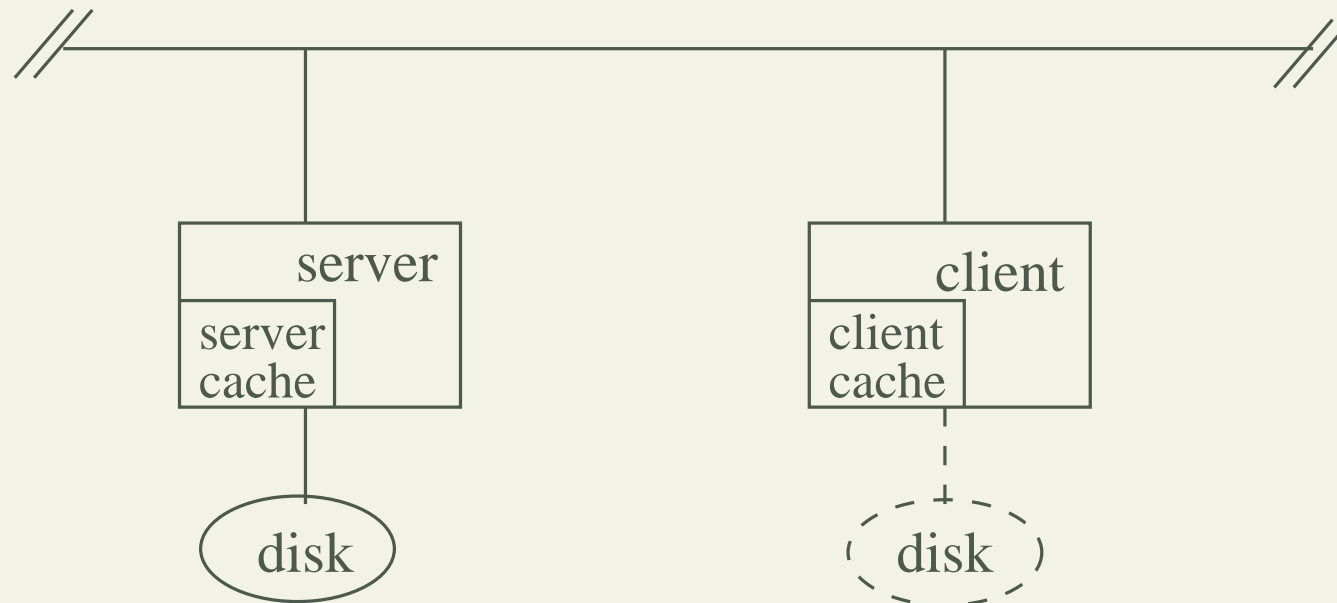 server
client
server
cache
client
cache
disk
disk